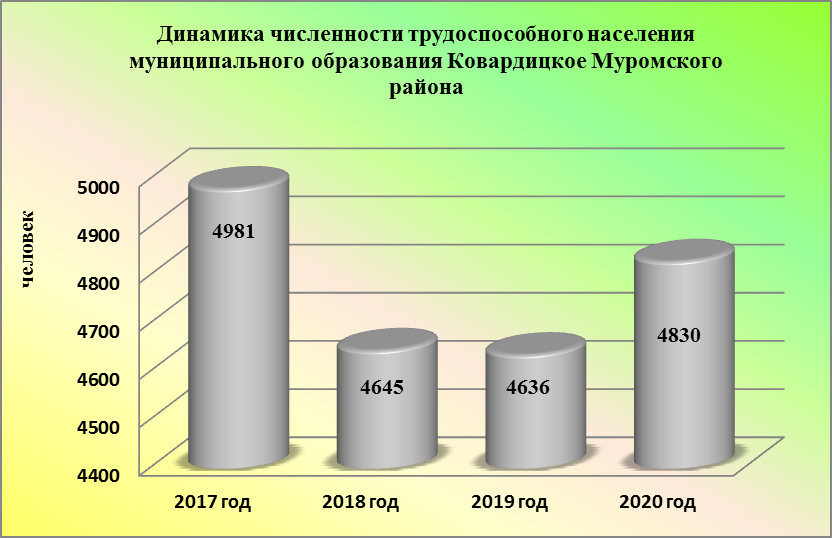 Динамика численности трудоспособного населения
муниципального образования Ковардицкое Муромского
района
человек
5000
4900
4800
4700
4600
4500
4400
4981
4645
4636
4830
2017 год
2018 год
2019 год
2020 год